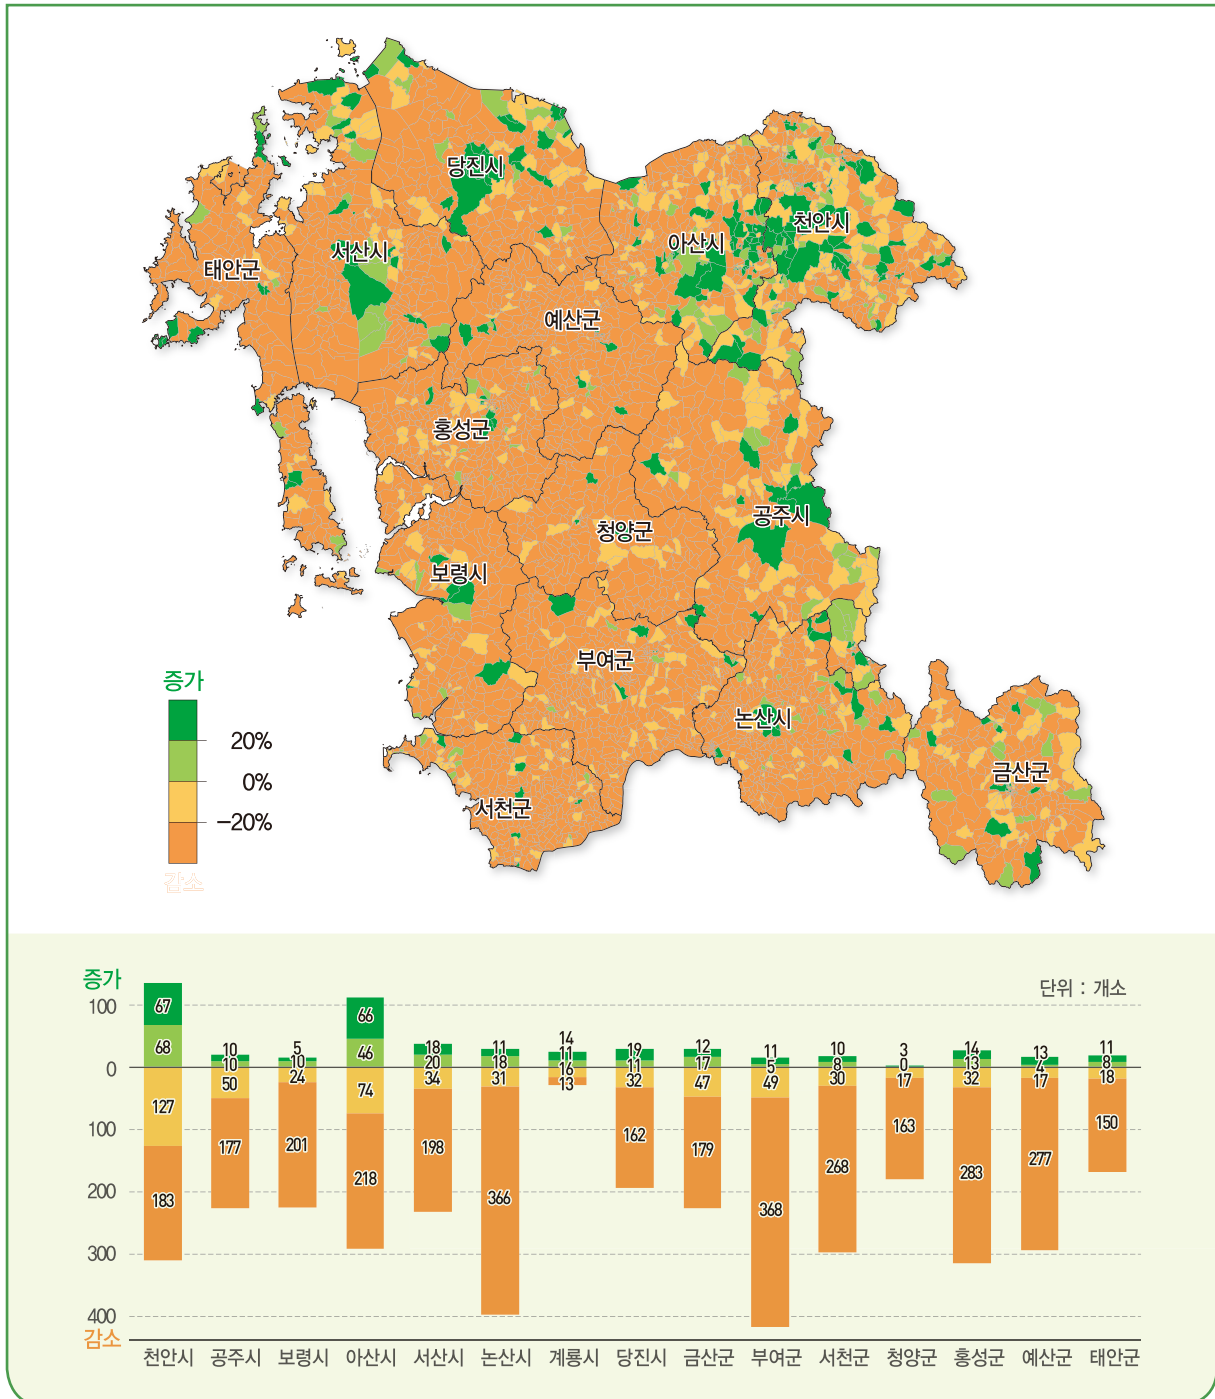 당진시
천안시
아산시
서산시
태안군
예산군
홍성군
공주시
청양군
보령시
부여군
논산시
금산군
서천군
증가
20%
0%
-20%
감소
증가
단위 : 개소
100
0
100
200
300
400
감소
67 68 127 183
10 10 50 177
5 10 24 201
66 46 74 218
18 20 34 198
11 18 31 366
14 11 16 13
19 11 32 162
12 17 47 179
11 5 49 368
10 8 30 268
3 0 17 163
14 13 32 283
13 4 17 277
11 8 18 150
천안시 공주시 보령시 아산시 서산시 논산시 계룡시 당진시 금산군 부여군 서천군 청양군 홍성군 예산군 태안군